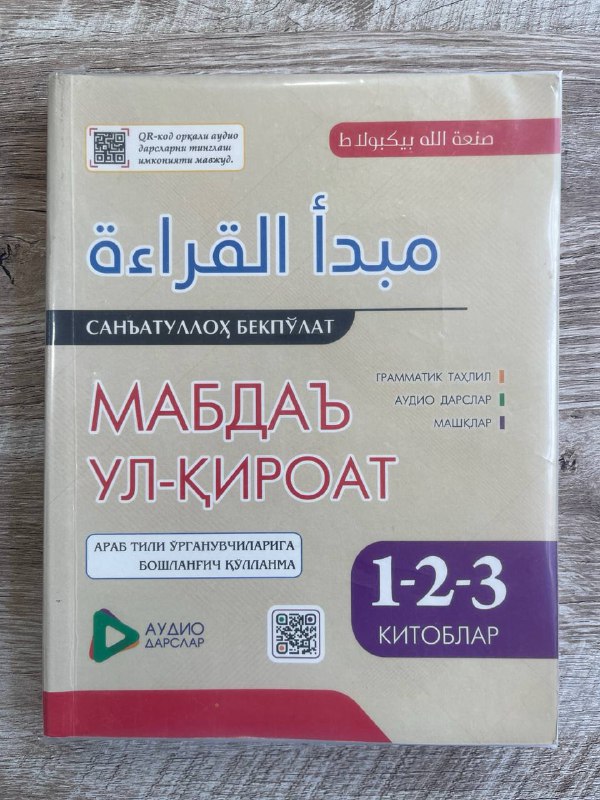 QR-код орқали аудио
дарсларни тинглаш
имконияти мавжуд.
صنعة الله بيكبولاط
مبدأ القراءة
САНЪАТУЛЛОҲ БЕКПЎЛАТ
ГРАММАТИК ТАҲЛИЛ
АУДИО ДАРСЛАР
МАШҚЛАР
МАБДАЪ
УЛ-ҚИРОАТ
АРАБ ТИЛИ ЎРГАНУВЧИЛАРИГА
БОШЛАНҒИЧ ҚЎЛЛАНМА
1-2-3
КИТОБЛАР
АУДИО
ДАРСЛАР